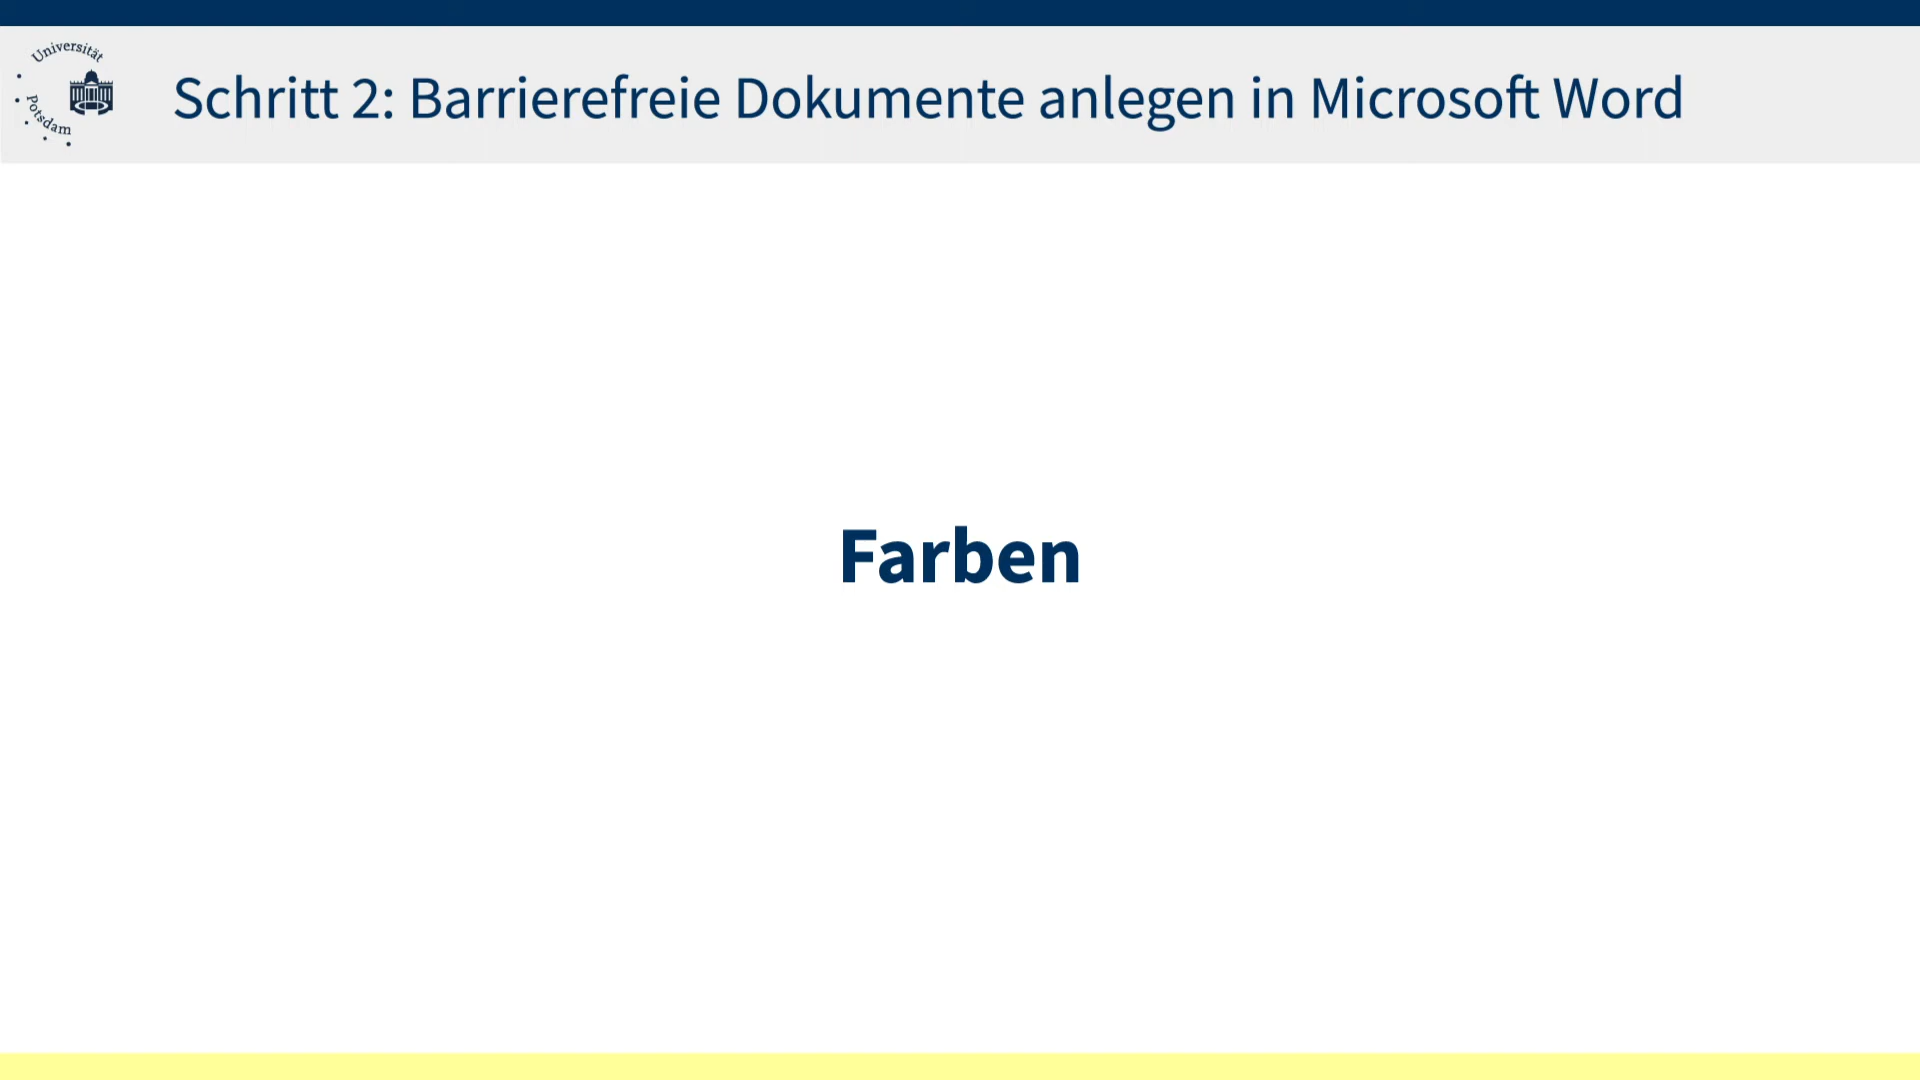 Universität
Potsdam
Schritt 2: Barrierefreie Dokumente anlegen in Microsoft Word
Farben